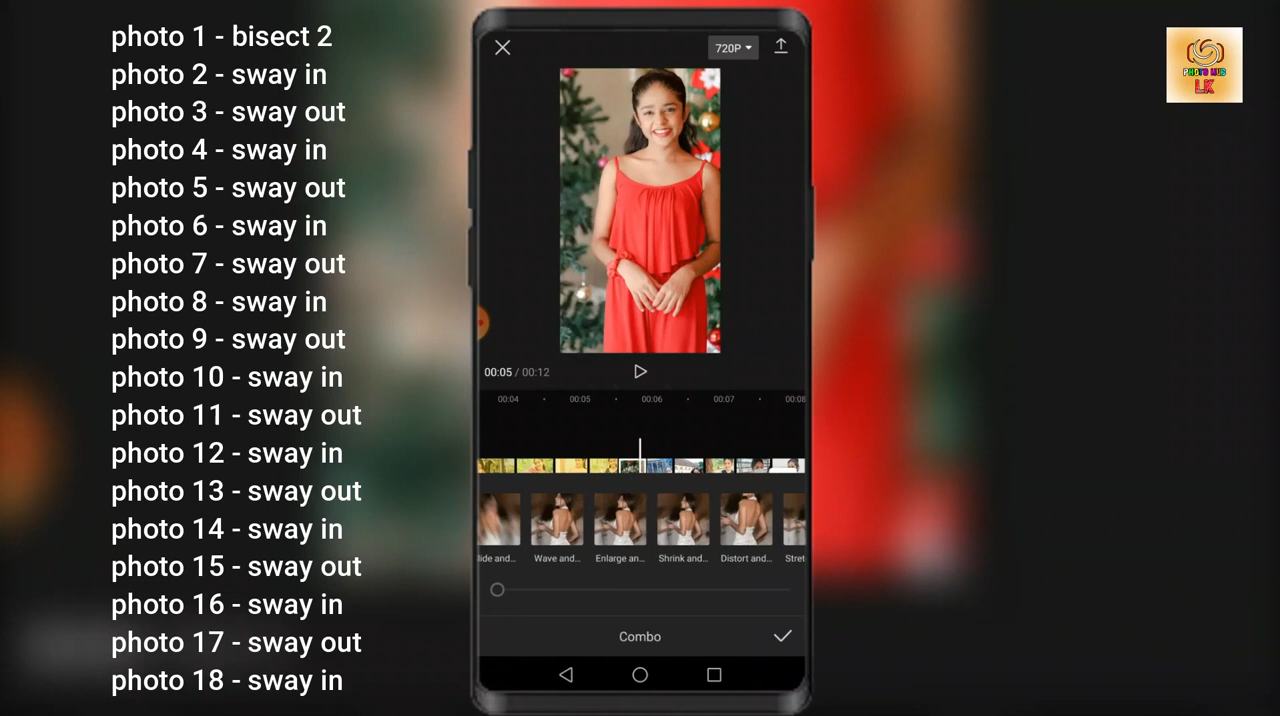 photo 1 - bisect 2
photo 2 - sway in
photo 3 - sway out
photo 4 - sway in
photo 5 - sway out
photo 6 - sway in
photo 7 - sway out
photo 8 - sway in
photo 9 - sway out
photo 10 - sway in
photo 11 - sway out
photo 12 - sway in
photo 13 - sway out
photo 14 - sway in
photo 15 - sway out
photo 16 - sway in
photo 17 - sway out
photo 18 - sway in
720P
00:05 / 00:12
00:04 00:05 00:06 00:07 00:08
lide and... Wave and... Enlarge an... Shrink and... Distort and... Stret
Combo
PHOTO HUB
LK